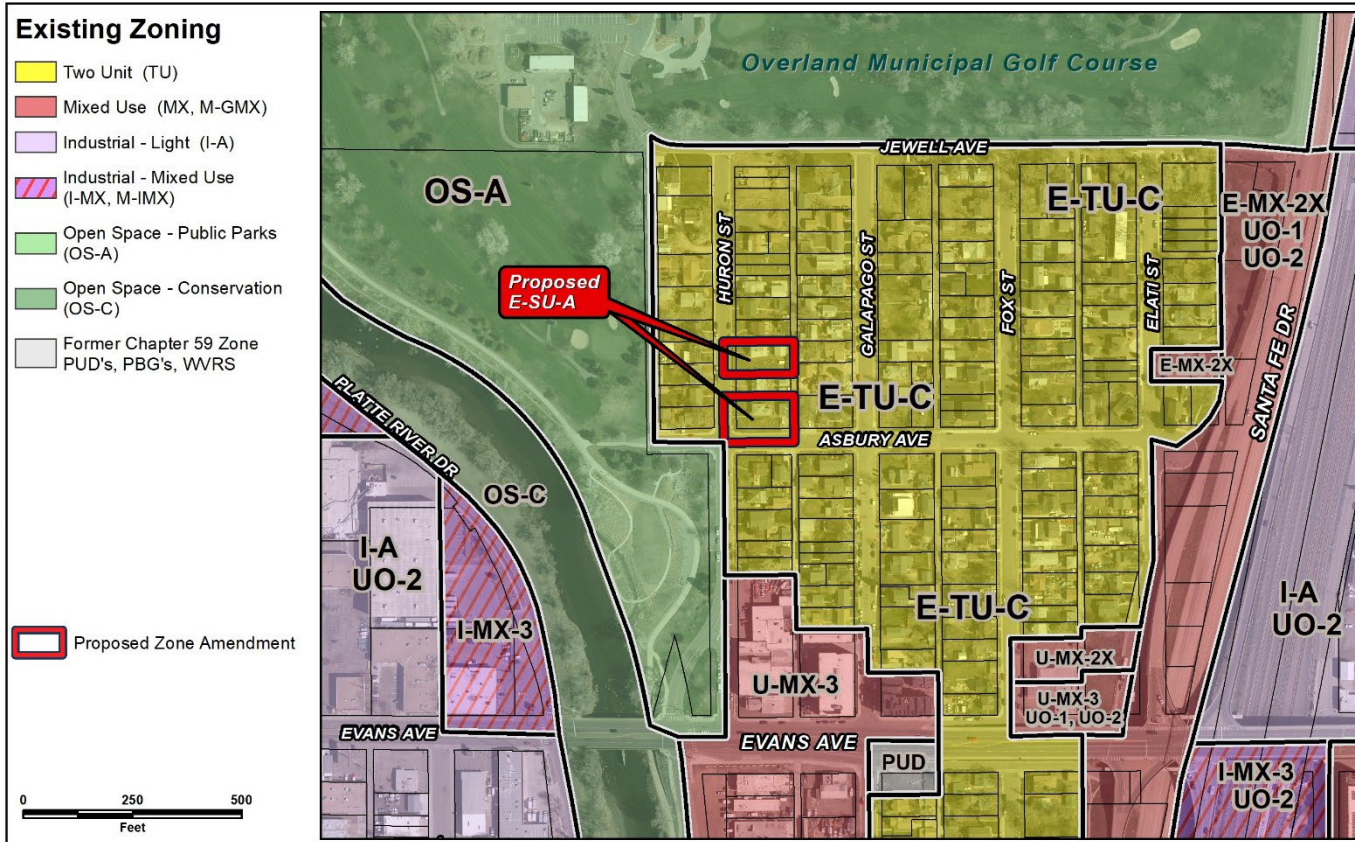 Existing Zoning
Two Unit (TU)
Mixed Use (MX, M-GMX)
Industrial - Light (I-A)
Industrial - Mixed Use
(I-MX, M-IMX)
Open Space - Public Parks
(OS-A)
Open Space - Conservation
(OS-C)
Former Chapter 59 Zone
PUD's, PBG's, WVRS
Proposed Zone Amendment
0 250 500
Feet
Overland Municipal Golf Course
JEWELL AVE
OS-A
E-TU-C
E-MX-2X
UO-1
UO-2
HURON ST
GALAPAGO ST
FOX ST
ELATI ST
Proposed
E-SU-A
E-MX-2X
SANTA FE DR
E-TU-C
ASBURY AVE
PLATTE RIVER DR
OS-C
I-A
UO-2
I-MX-3
E-TU-C
I-A
UO-2
U-MX-3
U-MX-2X
U-MX-3
UO-1, UO-2
EVANS AVE
EVANS AVE
PUD
I-MX-3
UO-2